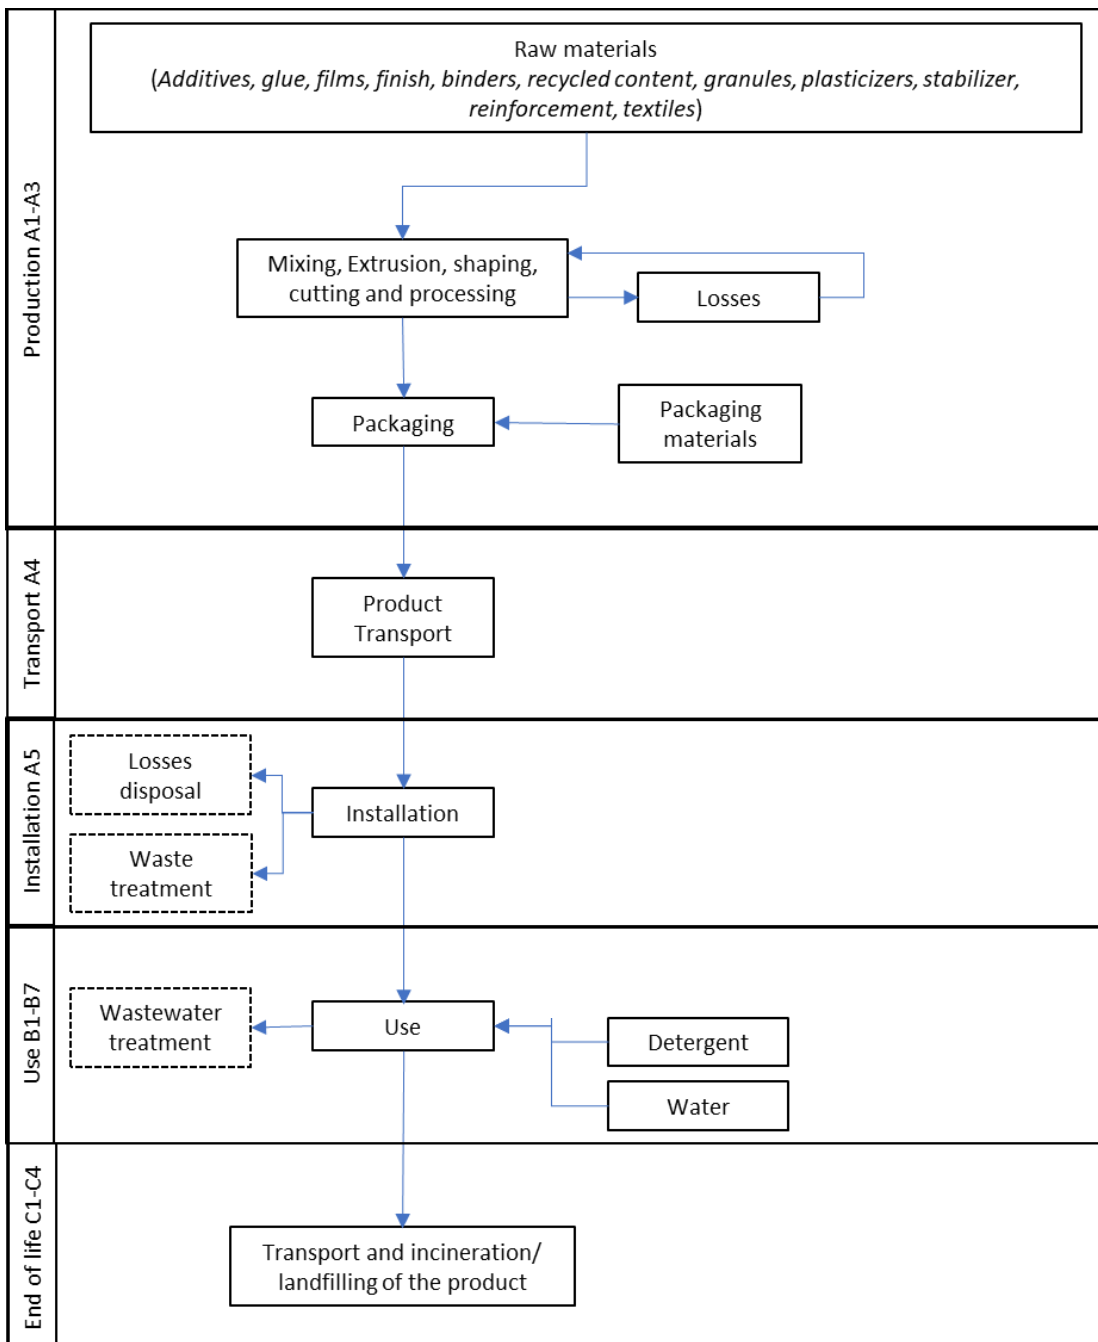 Production A1-A3
Raw materials
(Additives, glue, films, finish, binders, recycled content, granules, plasticizers, stabilizer,
reinforcement, textiles)
Mixing, Extrusion, shaping,
cutting and processing
Losses
Packaging
Packaging
materials
Transport A4
Product
Transport
Installation A5
Losses
disposal
Installation
Waste
treatment
Use B1-B7
Wastewater
treatment
Use
Detergent
Water
End of life C1-C4
Transport and incineration/
landfilling of the product